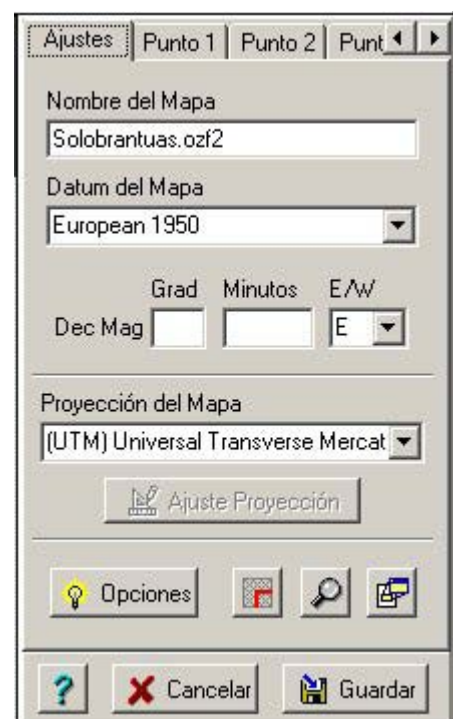 Ajustes Punto 1 Punto 2 Punt
Nombre del Mapa
Solobrantuas.ozf2
Datum del Mapa
European 1950
Grad Minutos E/W
Dec Mag E
Proyección del Mapa
(UTM) Universal Transverse Mercat
Ajuste Proyección
Opciones
? Cancelar Guardar